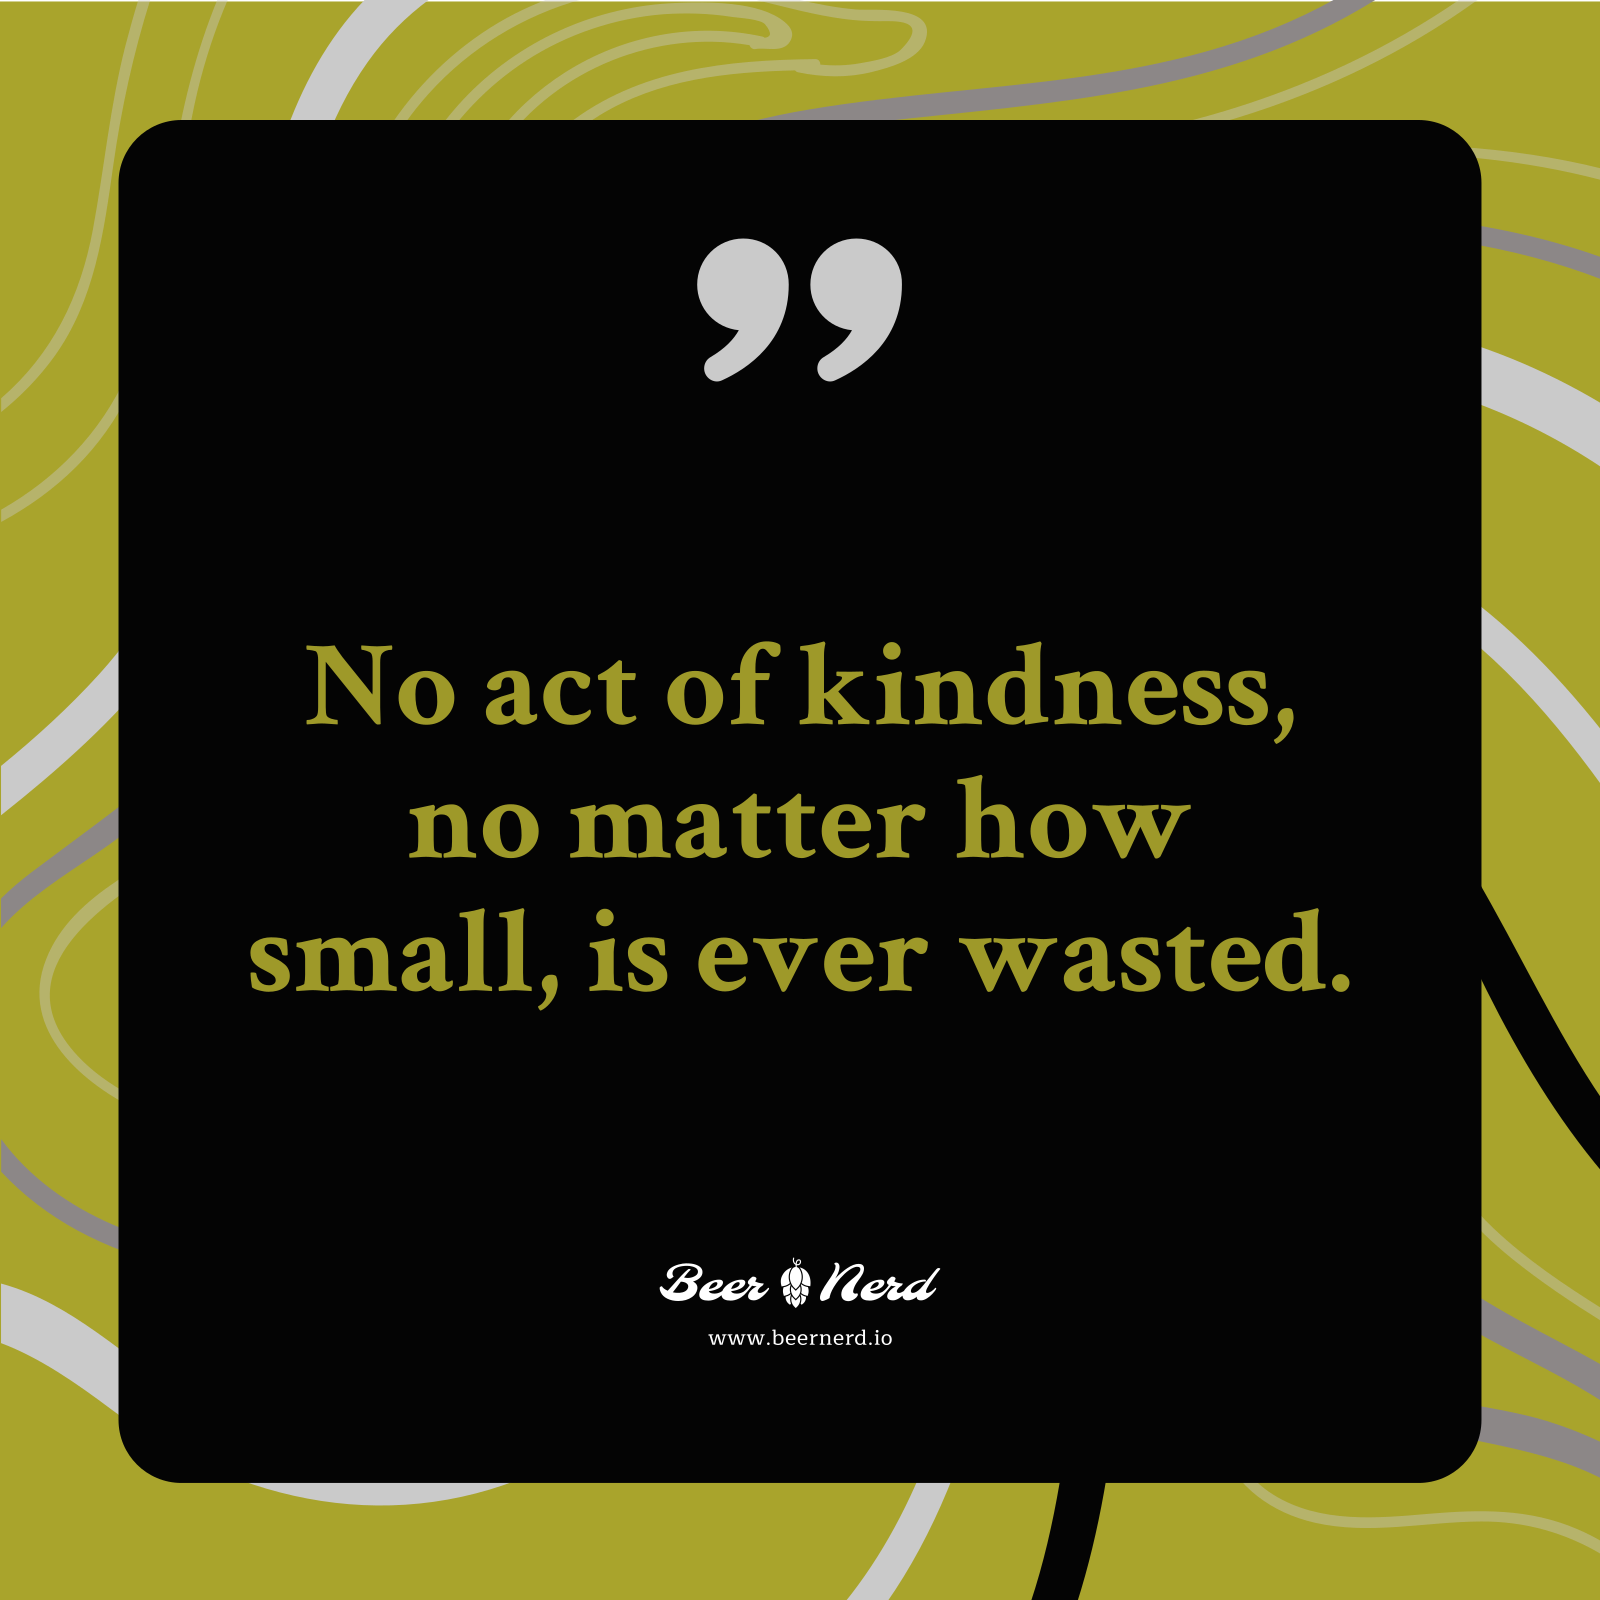 ”
No act of kindness,
no matter how
small, is ever wasted.
Beer Nerd
www.beernerd.io